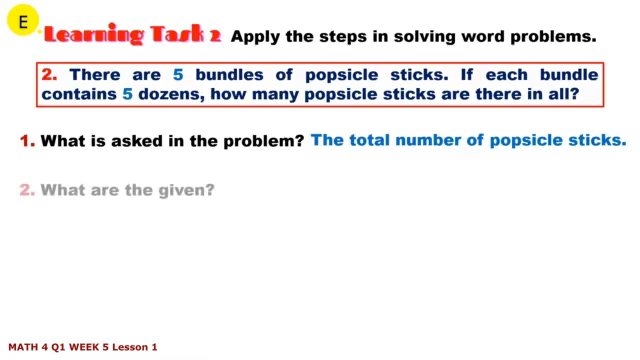 E
Learning Task 2 Apply the steps in solving word problems.
2. There are 5 bundles of popsicle sticks. If each bundle
contains 5 dozens, how many popsicle sticks are there in all?
1. What is asked in the problem? The total number of popsicle sticks.
2. What are the given?
MATH 4 Q1 WEEK 5 Lesson 1